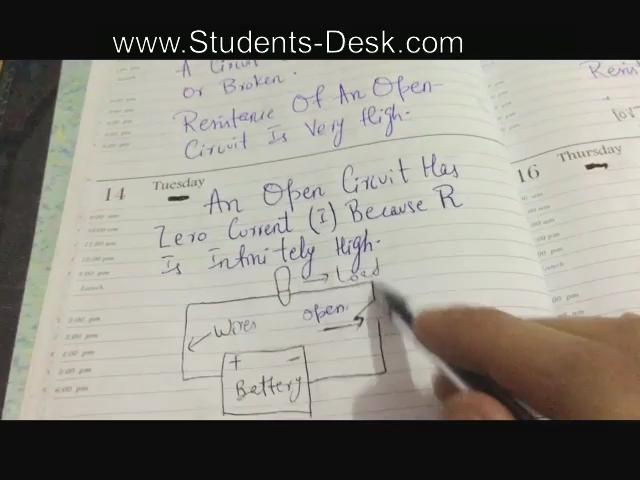 www.Students-Desk.com
A Circuit
or Broken.
Resistance Of An Open
Circuit Is Very High.
14 Tuesday
An Open Circuit Has
Zero Current (I) Because R
Is Infinitely High.
Load
Open
Wires
+ −
Battery
16 Thursday